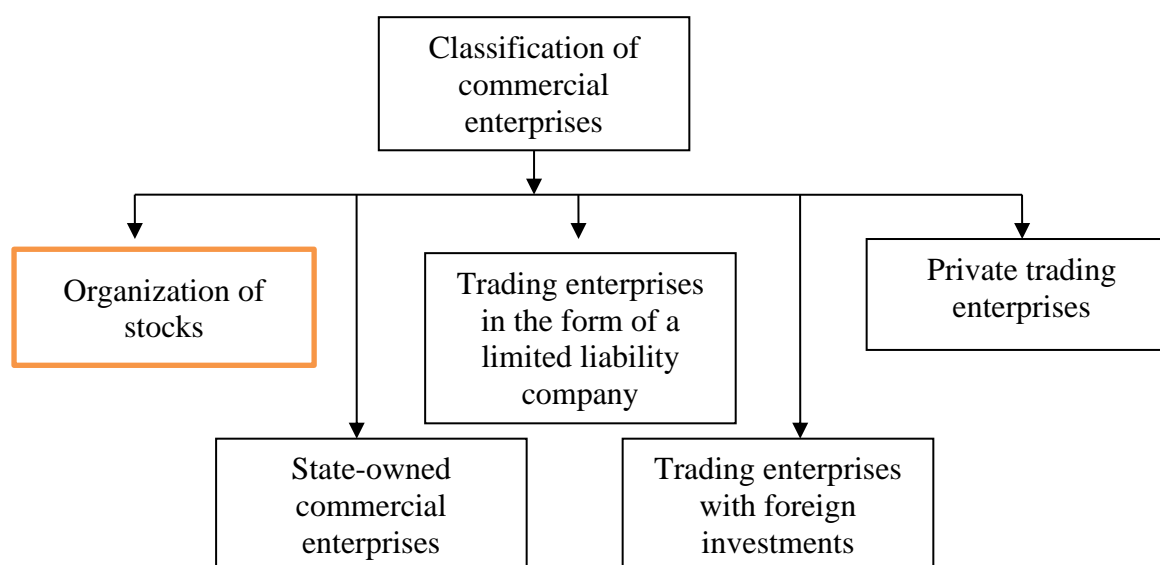 Classification of
commercial
enterprises
Organization of
stocks
Trading enterprises
in the form of a
limited liability
company
Private trading
enterprises
State-owned
commercial
enterprises
Trading enterprises
with foreign
investments